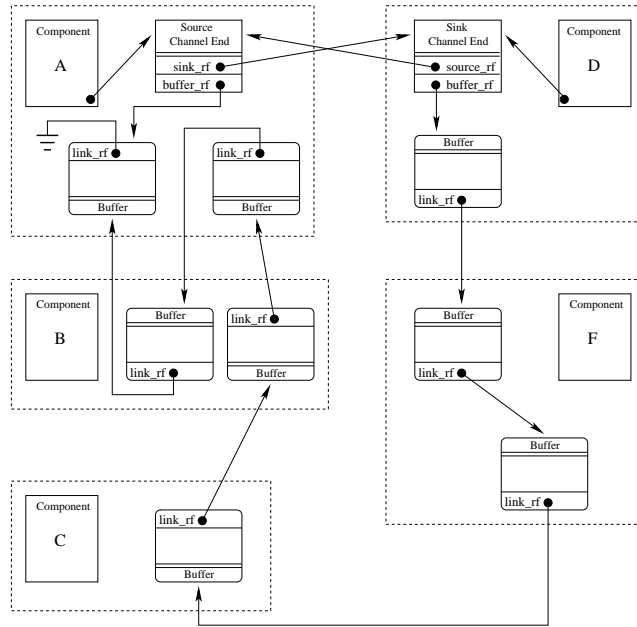 Component
A
Source
Channel End
sink_rf
buffer_rf
link_rf
Buffer
link_rf
Buffer
Sink
Channel End
source_rf
buffer_rf
Component
D
Buffer
link_rf
Component
B
Buffer
link_rf
link_rf
Buffer
Buffer
link_rf
Component
F
Buffer
link_rf
Component
C
link_rf
Buffer